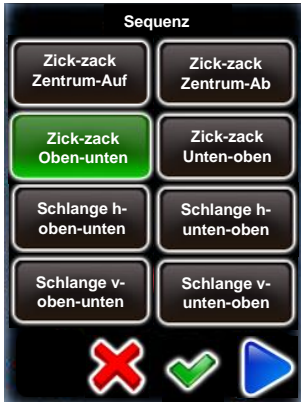 Sequenz
Zick-zack
Zentrum-Auf
Zick-zack
Zentrum-Ab
Zick-zack
Oben-unten
Zick-zack
Unten-oben
Schlange h-
oben-unten
Schlange h-
unten-oben
Schlange v-
oben-unten
Schlange v-
unten-oben